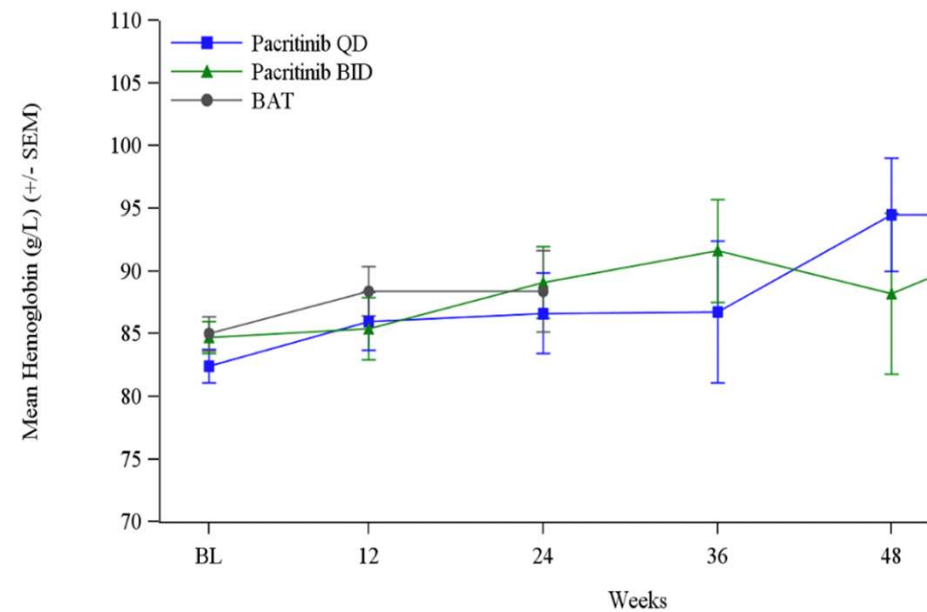 110
105
100
95
90
85
80
75
70
Mean Hemoglobin (g/L) (+/- SEM)
Pacritinib QD
Pacritinib BID
BAT
BL 12 24 36 48
Weeks